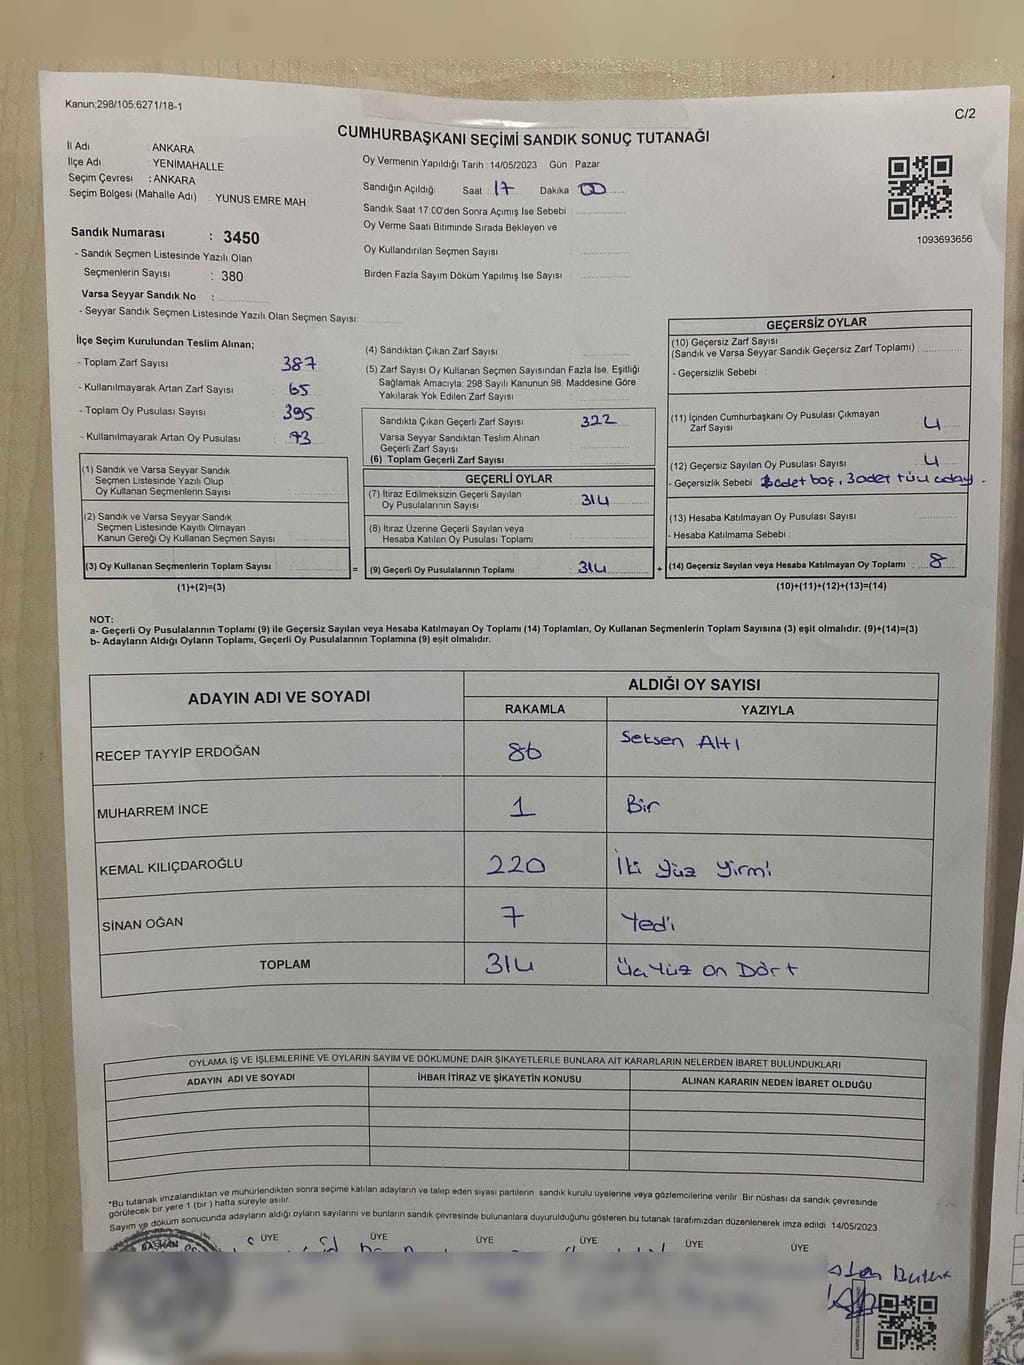 Kanun;298/105,6271/18-1
C/2
CUMHURBAŞKANI SEÇİMİ SANDIK SONUÇ TUTANAĞI
İl Adı : ANKARA
İlçe Adı : YENİMAHALLE
Seçim Çevresi : ANKARA
Seçim Bölgesi (Mahalle Adı) : YUNUS EMRE MAH
Sandık Numarası : 3450
- Sandık Seçmen Listesinde Yazılı Olan
Seçmenlerin Sayısı : 380
Varsa Seyyar Sandık No :
- Seyyar Sandık Seçmen Listesinde Yazılı Olan Seçmen Sayısı:
Oy Vermenin Yapıldığı Tarih :14/05/2023 Gün : Pazar
Sandığın Açıldığı Saat : 17 Dakika : 00
Sandık Saat 17:00'den Sonra Açımış İse Sebebi :
Oy Verme Saati Bitiminde Sırada Bekleyen ve
Oy Kullandırılan Seçmen Sayısı :
Birden Fazla Sayım Döküm Yapılmış İse Sayısı :
1093693656
İlçe Seçim Kurulundan Teslim Alınan;
- Toplam Zarf Sayısı : 387
- Kullanılmayarak Artan Zarf Sayısı : 65
- Toplam Oy Pusulası Sayısı : 395
- Kullanılmayarak Artan Oy Pusulası : 73
(1) Sandık ve Varsa Seyyar Sandık
Seçmen Listesinde Yazılı Olup
Oy Kullanan Seçmenlerin Sayısı :
(2) Sandık ve Varsa Seyyar Sandık
Seçmen Listesinde Kayıtlı Olmayan
Kanun Gereği Oy Kullanan Seçmen Sayısı :
(3) Oy Kullanan Seçmenlerin Toplam Sayısı :
(1)+(2)=(3)
(4) Sandıktan Çıkan Zarf Sayısı :
(5) Zarf Sayısı Oy Kullanan Seçmen Sayısından Fazla İse, Eşitliği
Sağlamak Amacıyla; 298 Sayılı Kanunun 98. Maddesine Göre
Yakılarak Yok Edilen Zarf Sayısı :
Sandıkta Çıkan Geçerli Zarf Sayısı : 322
Varsa Seyyar Sandıktan Teslim Alınan
Geçerli Zarf Sayısı :
(6) Toplam Geçerli Zarf Sayısı :
GEÇERLİ OYLAR
(7) İtiraz Edilmeksizin Geçerli Sayılan
Oy Pusulalarının Sayısı : 314
(8) İtiraz Üzerine Geçerli Sayılan veya
Hesaba Katılan Oy Pusulası Toplamı :
= (9) Geçerli Oy Pusulalarının Toplamı : 314
GEÇERSİZ OYLAR
(10) Geçersiz Zarf Sayısı
(Sandık ve Varsa Seyyar Sandık Geçersiz Zarf Toplamı) :
- Geçersizlik Sebebi :
(11) İçinden Cumhurbaşkanı Oy Pusulası Çıkmayan
Zarf Sayısı : 4
(12) Geçersiz Sayılan Oy Pusulası Sayısı : 4
- Geçersizlik Sebebi adet boş, 3 adet tüm aday.
(13) Hesaba Katılmayan Oy Pusulası Sayısı :
- Hesaba Katılmama Sebebi :
+ (14) Geçersiz Sayılan veya Hesaba Katılmayan Oy Toplamı : 8
(10)+(11)+(12)+(13)=(14)
NOT:
a- Geçerli Oy Pusulalarının Toplamı (9) ile Geçersiz Sayılan veya Hesaba Katılmayan Oy Toplamı (14) Toplamları, Oy Kullanan Seçmenlerin Toplam Sayısına (3) eşit olmalıdır. (9)+(14)=(3)
b- Adayların Aldığı Oyların Toplamı, Geçerli Oy Pusulalarının Toplamına (9) eşit olmalıdır.
ADAYIN ADI VE SOYADI ALDIĞI OY SAYISI
RAKAMLA YAZIYLA
RECEP TAYYİP ERDOĞAN 86 Seksen Altı
MUHARREM İNCE 1 Bir
KEMAL KILIÇDAROĞLU 220 İki Yüz Yirmi
SİNAN OĞAN 7 Yedi
TOPLAM 314 Üç Yüz On Dört
OYLAMA İŞ VE İŞLEMLERİNE VE OYLARIN SAYIM VE DÖKÜMÜNE DAİR ŞİKAYETLERLE BUNLARA AİT KARARLARIN NELERDEN İBARET BULUNDUKLARI
ADAYIN ADI VE SOYADI İHBAR İTİRAZ VE ŞİKAYETİN KONUSU ALINAN KARARIN NEDEN İBARET OLDUĞU
*Bu tutanak imzalandıktan ve mühürlendikten sonra seçime katılan adayların ve talep eden siyasi partilerin sandık kurulu üyelerine veya gözlemcilerine verilir. Bir nüshası da sandık çevresinde
görülecek bir yere 1 (bir) hafta süreyle asılır.
Sayım ve döküm sonucunda adayların aldığı oyların sayılarını ve bunların sandık çevresinde bulunanlara duyurulduğunu gösteren bu tutanak tarafımızdan düzenlenerek imza edildi. 14/05/2023
BAŞKAN ÜYE ÜYE ÜYE ÜYE ÜYE ÜYE